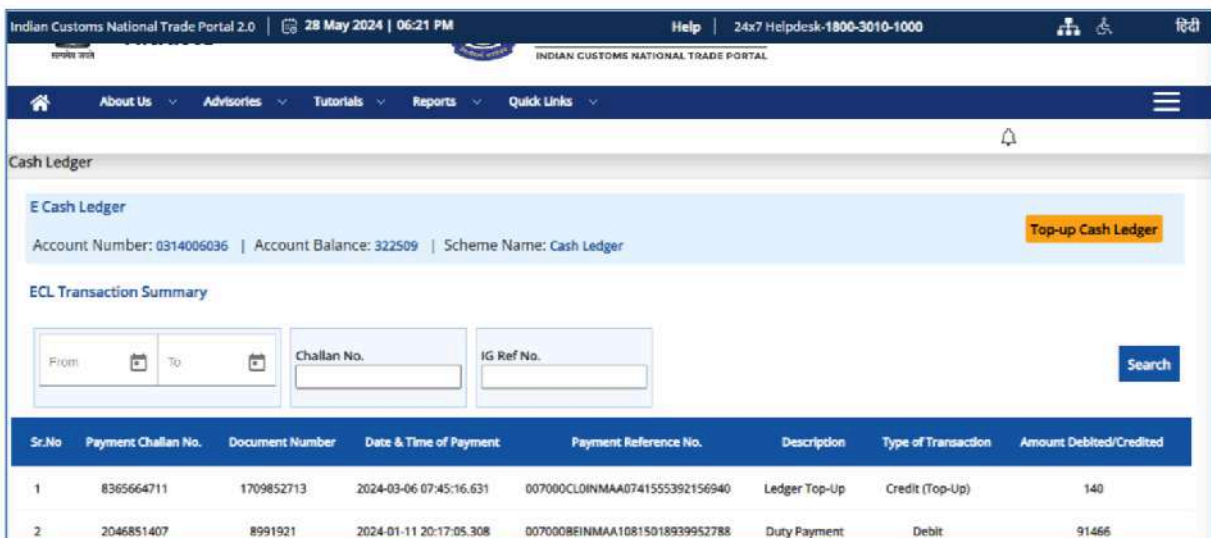 Indian Customs National Trade Portal 2.0 | 28 May 2024 | 06:21 PM Help | 24x7 Helpdesk-1800-3010-1000 हिंदी
INDIAN CUSTOMS NATIONAL TRADE PORTAL
About Us Advisories Tutorials Reports Quick Links
Cash Ledger
E Cash Ledger
Account Number: 0314006036 | Account Balance: 322509 | Scheme Name: Cash Ledger
Top-up Cash Ledger
ECL Transaction Summary
From To
Challan No.
IG Ref No.
Search
Sr.No Payment Challan No. Document Number Date & Time of Payment Payment Reference No. Description Type of Transaction Amount Debited/Credited
1 8365664711 1709852713 2024-03-06 07:45:16.631 007000CL0INMAA0741555392156940 Ledger Top-Up Credit (Top-Up) 140
2 2046851407 8991921 2024-01-11 20:17:05.308 007000BEINMAA10815018939952788 Duty Payment Debit 91466